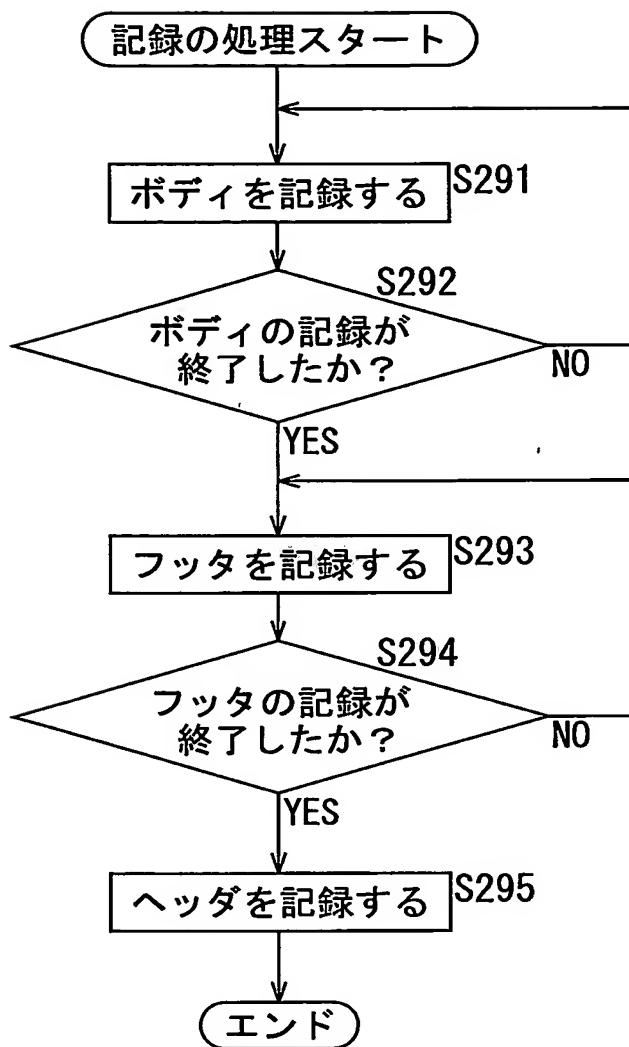 記録の処理スタート
ボディを記録する
S291
S292
ボディの記録が
終了したか？
NO
YES
フッタを記録する
S293
S294
フッタの記録が
終了したか？
NO
YES
ヘッダを記録する
S295
エンド